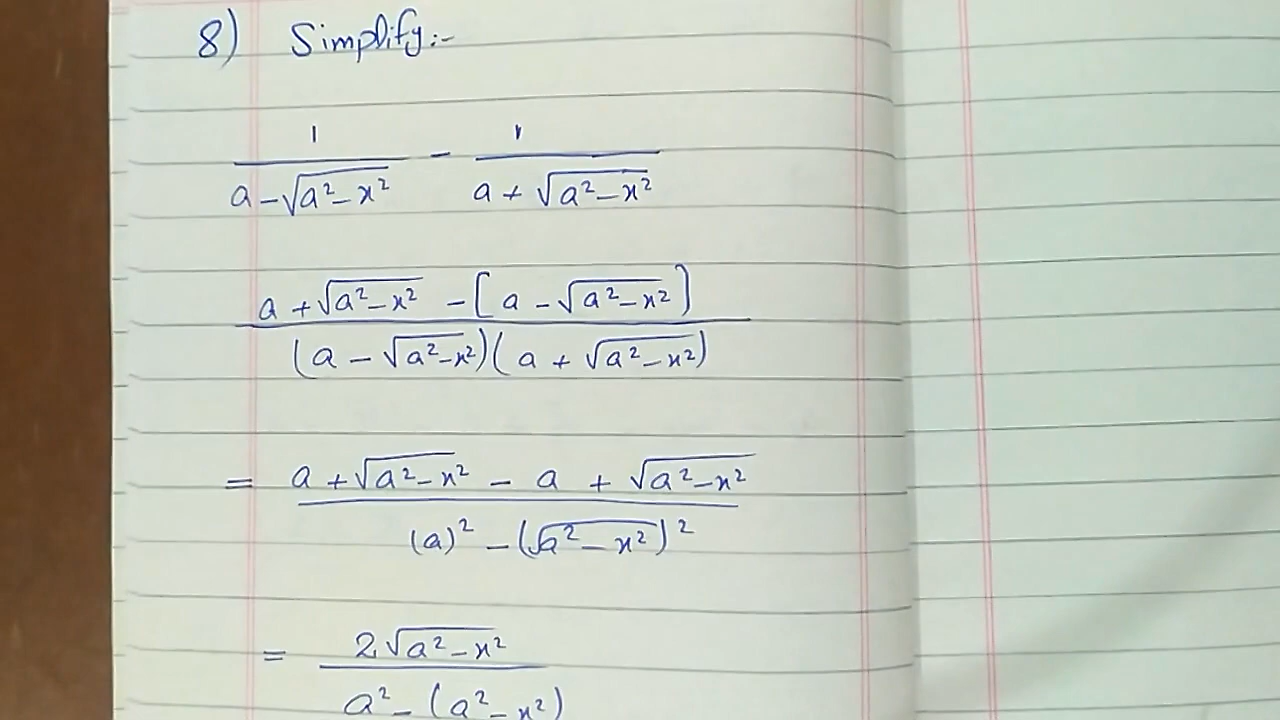 8) Simplify:-
1/(a-√(a²-x²)) - 1/(a+√(a²-x²))
(a+√(a²-x²) -[a-√(a²-x²)])/((a-√(a²-x²))(a+√(a²-x²)))
= (a+√(a²-x²) - a + √(a²-x²))/((a)²-(√(a²-x²))²)
= 2√(a²-x²)/(a²-(a²-x²))